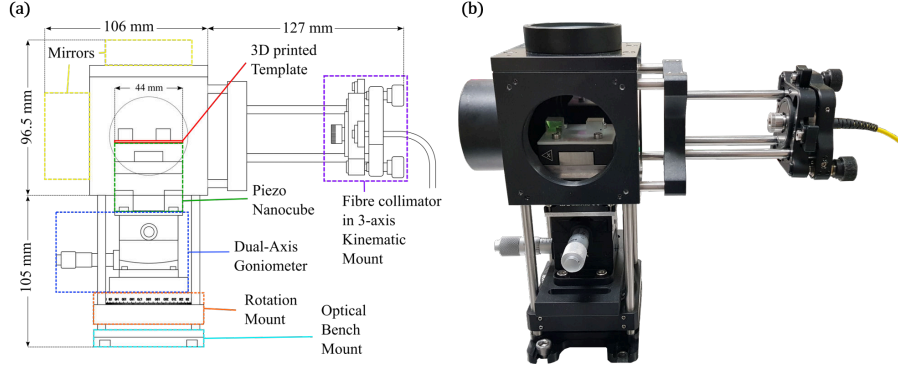 (a)
(b)
106 mm
127 mm
Mirrors
3D printed
Template
44 mm
96.5 mm
Piezo
Nanocube
Fibre collimator
in 3-axis
Kinematic
Mount
Dual-Axis
Goniometer
105 mm
Rotation
Mount
Optical
Bench
Mount